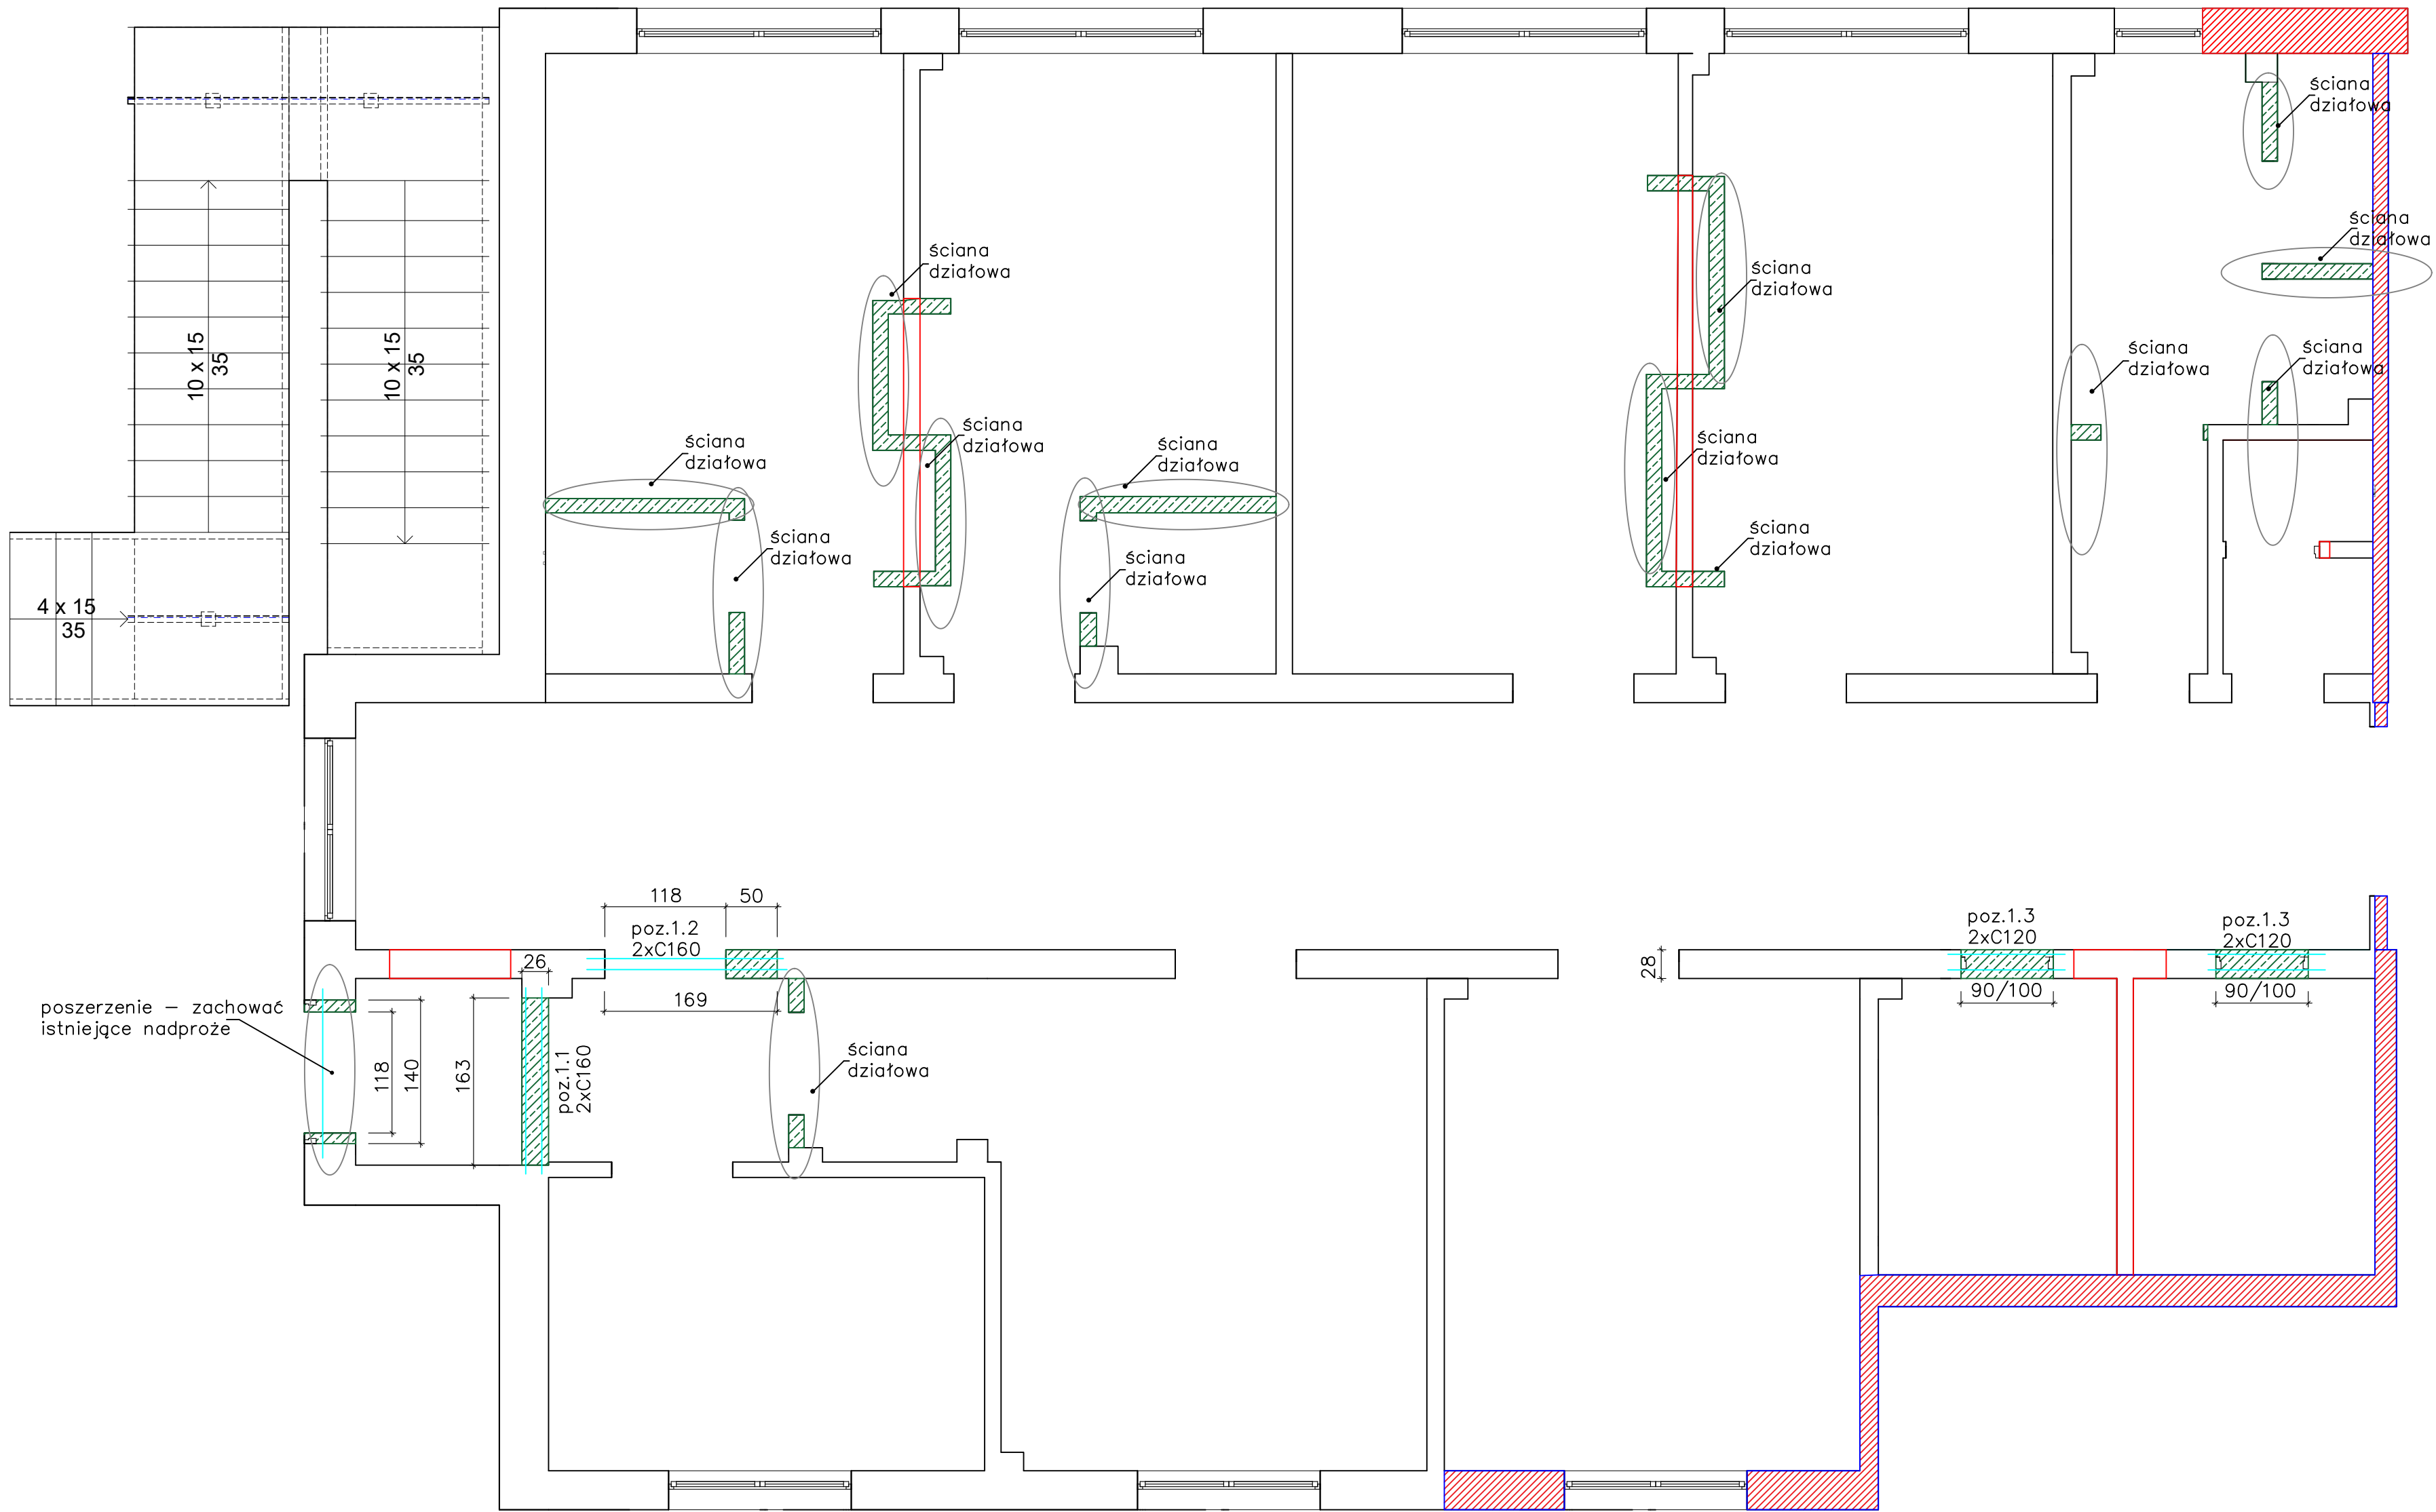 ściana
działowa
ściana
działowa
ściana
działowa
ściana
działowa
10 x 15
35
10 x 15
35
ściana
działowa
ściana
działowa
ściana
działowa
ściana
działowa
ściana
działowa
ściana
działowa
ściana
działowa
ściana
działowa
ściana
działowa
ściana
działowa
4 x 15
35
118
50
poz.1.2
2xC160
26
169
28
poz.1.3
2xC120
90/100
poz.1.3
2xC120
90/100
poszerzenie – zachować
istniejące nadproże
118
140
163
poz.1.1
2xC160
ściana
działowa